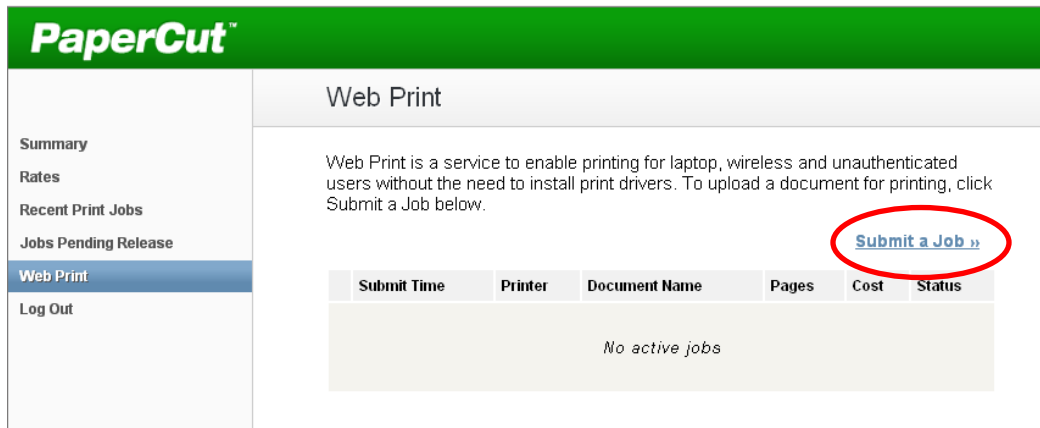 PaperCut™
Web Print
Summary
Rates
Recent Print Jobs
Jobs Pending Release
Web Print
Log Out
Web Print is a service to enable printing for laptop, wireless and unauthenticated
users without the need to install print drivers. To upload a document for printing, click
Submit a Job below.
Submit a Job »
Submit Time Printer Document Name Pages Cost Status
No active jobs